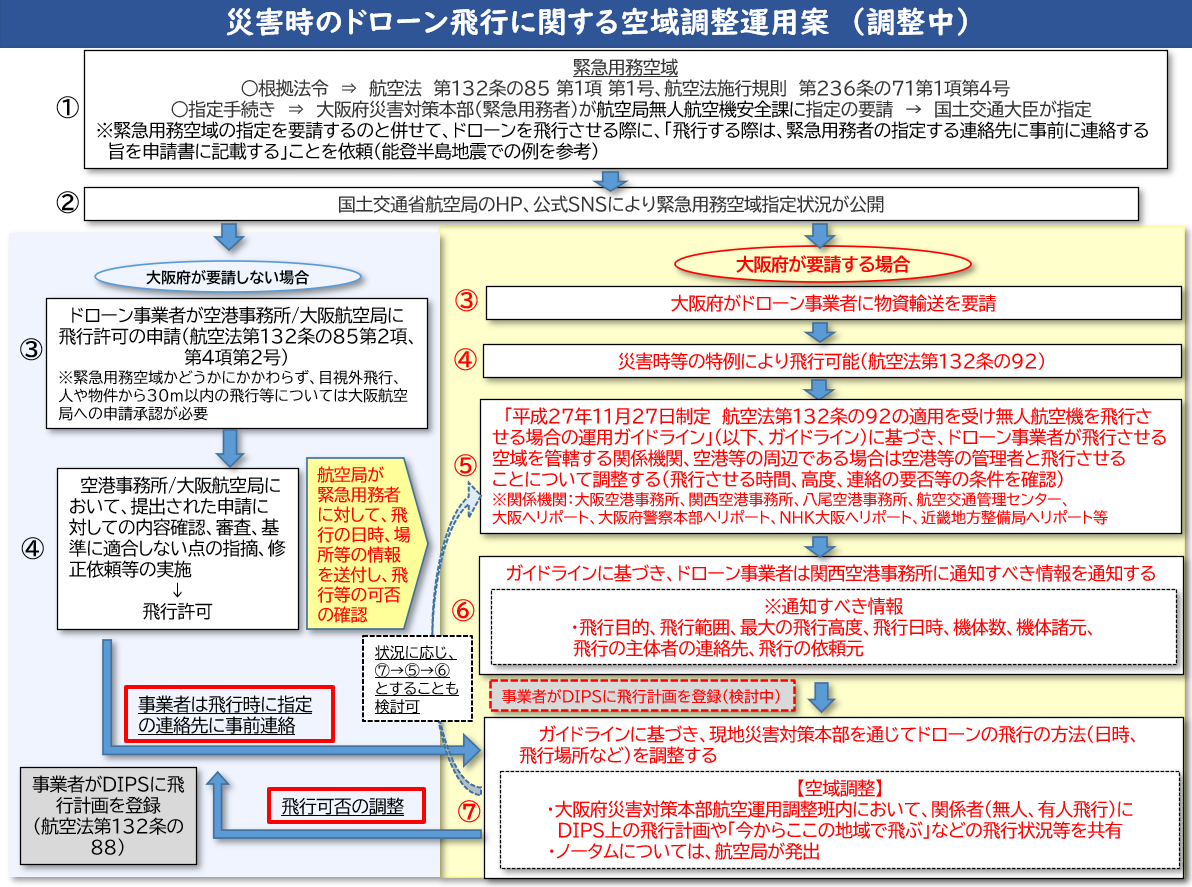 災害時のドローン飛行に関する空域調整運用案 （調整中）
①
緊急用務空域
○根拠法令 ⇒ 航空法 第132条の85 第1項 第1号、航空法施行規則 第236条の71第1項第4号
○指定手続き ⇒ 大阪府災害対策本部（緊急用務者）が航空局無人航空機安全課に指定の要請 → 国土交通大臣が指定
※緊急用務空域の指定を要請するのと併せて、ドローンを飛行させる際に、「飛行する際は、緊急用務者の指定する連絡先に事前に連絡する
旨を申請書に記載する」ことを依頼（能登半島地震での例を参考）
②
国土交通省航空局のHP、公式SNSにより緊急用務空域指定状況が公開
大阪府が要請しない場合
③
ドローン事業者が空港事務所/大阪航空局に
飛行許可の申請（航空法第132条の85第2項、
第4項第2号）
※緊急用務空域かどうかにかかわらず、目視外飛行、
人や物件から30m以内の飛行等については大阪航空
局への申請承認が必要
④
空港事務所/大阪航空局に
おいて、提出された申請に
対しての内容確認、審査、基
準に適合しない点の指摘、修
正依頼等の実施
↓
飛行許可
航空局が
緊急用務者
に対して、飛
行の日時、場
所等の情報
を送付し、飛
行等の可否
の確認
事業者は飛行時に指定
の連絡先に事前連絡
事業者がDIPSに飛
行計画を登録
（航空法第132条の
88）
飛行可否の調整
状況に応じ、
⑦→⑤→⑥
とすることも
検討可
大阪府が要請する場合
③
大阪府がドローン事業者に物資輸送を要請
④
災害時等の特例により飛行可能（航空法第132条の92）
⑤
「平成27年11月27日制定 航空法第132条の92の適用を受け無人航空機を飛行さ
せる場合の運用ガイドライン」（以下、ガイドライン）に基づき、ドローン事業者が飛行させる
空域を管轄する関係機関、空港等の周辺である場合は空港等の管理者と飛行させる
ことについて調整する（飛行させる時間、高度、連絡の要否等の条件を確認）
※関係機関：大阪空港事務所、関西空港事務所、八尾空港事務所、航空交通管理センター、
大阪ヘリポート、大阪府警察本部ヘリポート、NHK大阪ヘリポート、近畿地方整備局ヘリポート等
⑥
ガイドラインに基づき、ドローン事業者は関西空港事務所に通知すべき情報を通知する
※通知すべき情報
・飛行目的、飛行範囲、最大の飛行高度、飛行日時、機体数、機体諸元、
飛行の主体者の連絡先、飛行の依頼元
事業者がDIPSに飛行計画を登録（検討中）
⑦
ガイドラインに基づき、現地災害対策本部を通じてドローンの飛行の方法（日時、
飛行場所など）を調整する
【空域調整】
・大阪府災害対策本部航空運用調整班内において、関係者（無人、有人飛行）に
DIPS上の飛行計画や「今からここの地域で飛ぶ」などの飛行状況等を共有
・ノータムについては、航空局が発出